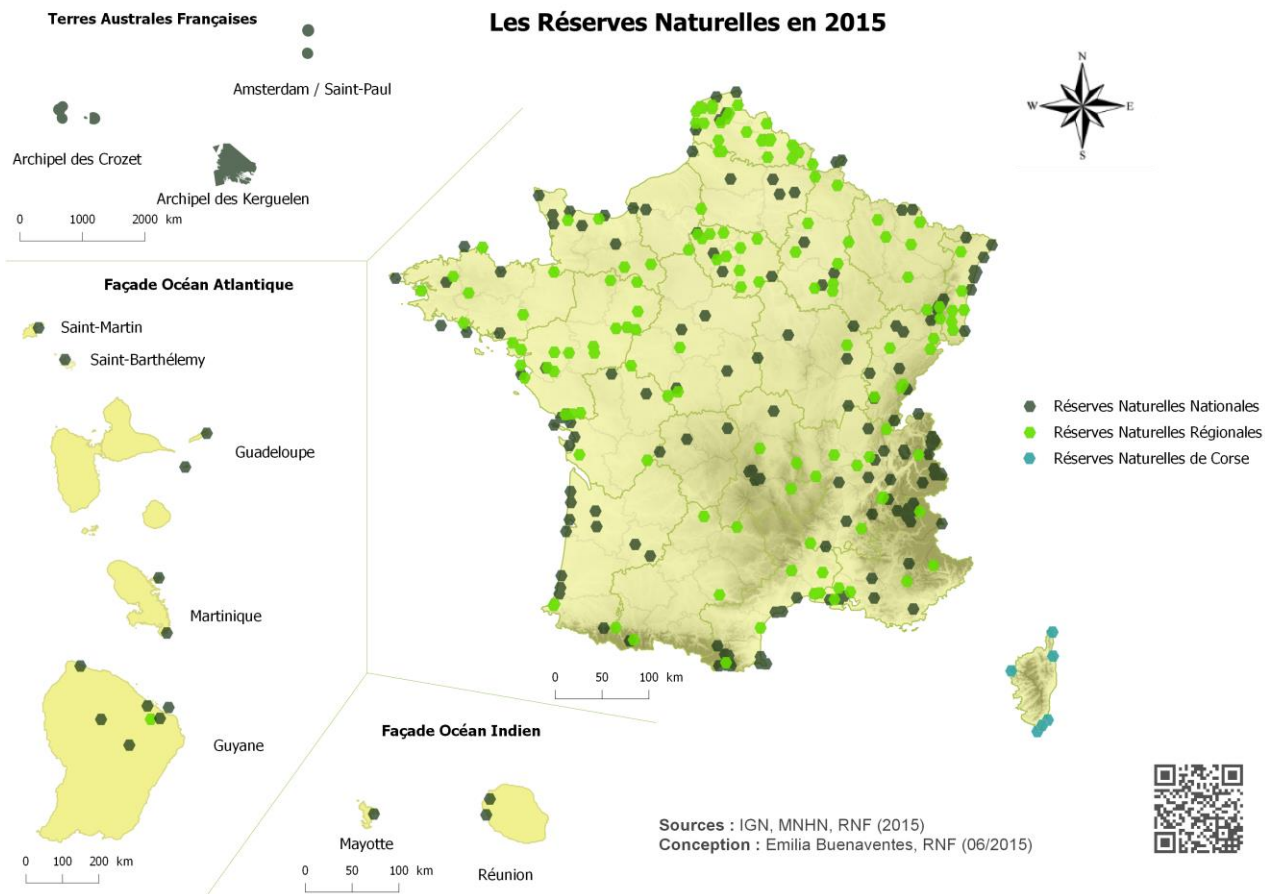 Les Réserves Naturelles en 2015
Terres Australes Françaises
Amsterdam / Saint-Paul
Archipel des Crozet
Archipel des Kerguelen
0 1000 2000 km
Façade Océan Atlantique
Saint-Martin
Saint-Barthélemy
Guadeloupe
Martinique
Guyane
0 100 200 km
Façade Océan Indien
Mayotte
Réunion
0 50 100 km
0 50 100 km
N
W E
S
Réserves Naturelles Nationales
Réserves Naturelles Régionales
Réserves Naturelles de Corse
Sources : IGN, MNHN, RNF (2015)
Conception : Emilia Buenaventes, RNF (06/2015)